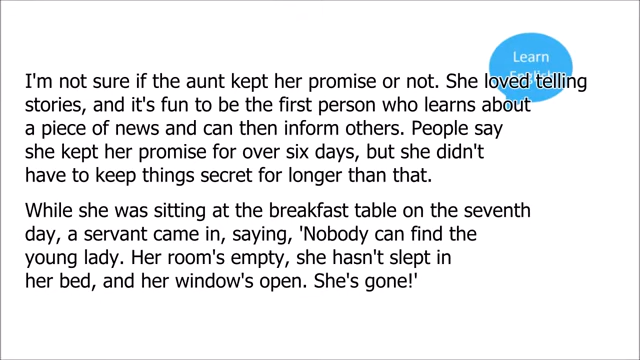 Learn
English
I'm not sure if the aunt kept her promise or not. She loved telling
stories, and it's fun to be the first person who learns about
a piece of news and can then inform others. People say
she kept her promise for over six days, but she didn't
have to keep things secret for longer than that.
While she was sitting at the breakfast table on the seventh
day, a servant came in, saying, 'Nobody can find the
young lady. Her room's empty, she hasn't slept in
her bed, and her window's open. She's gone!'